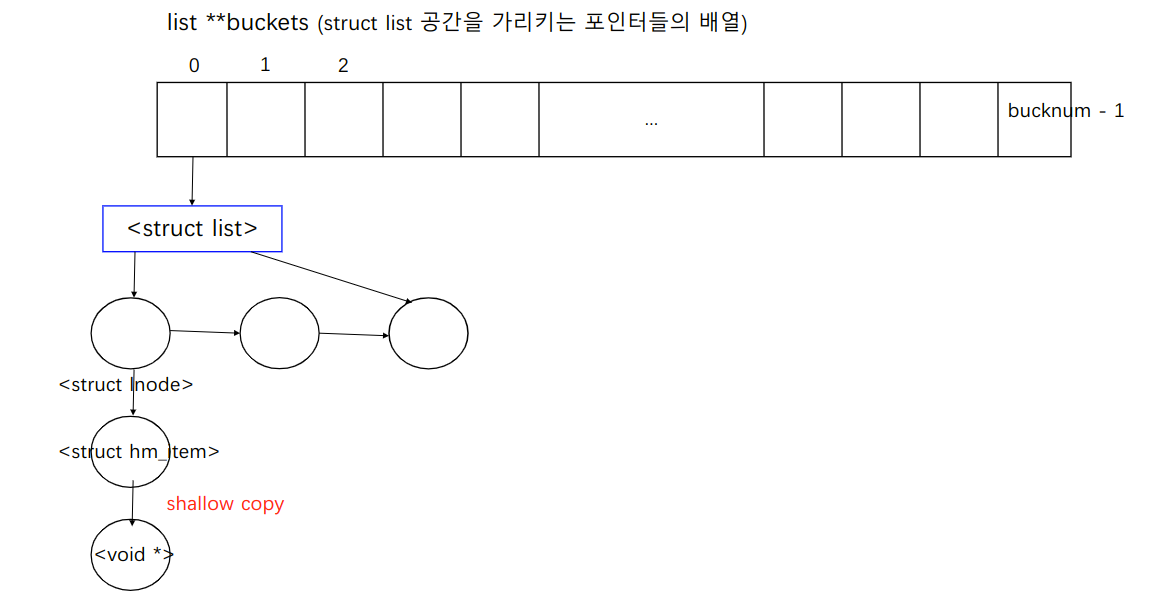 list **buckets (struct list 공간을 가리키는 포인터들의 배열)
0 1 2
... bucknum - 1
<struct list>
<struct lnode>
<struct hm_item>
shallow copy
<void *>